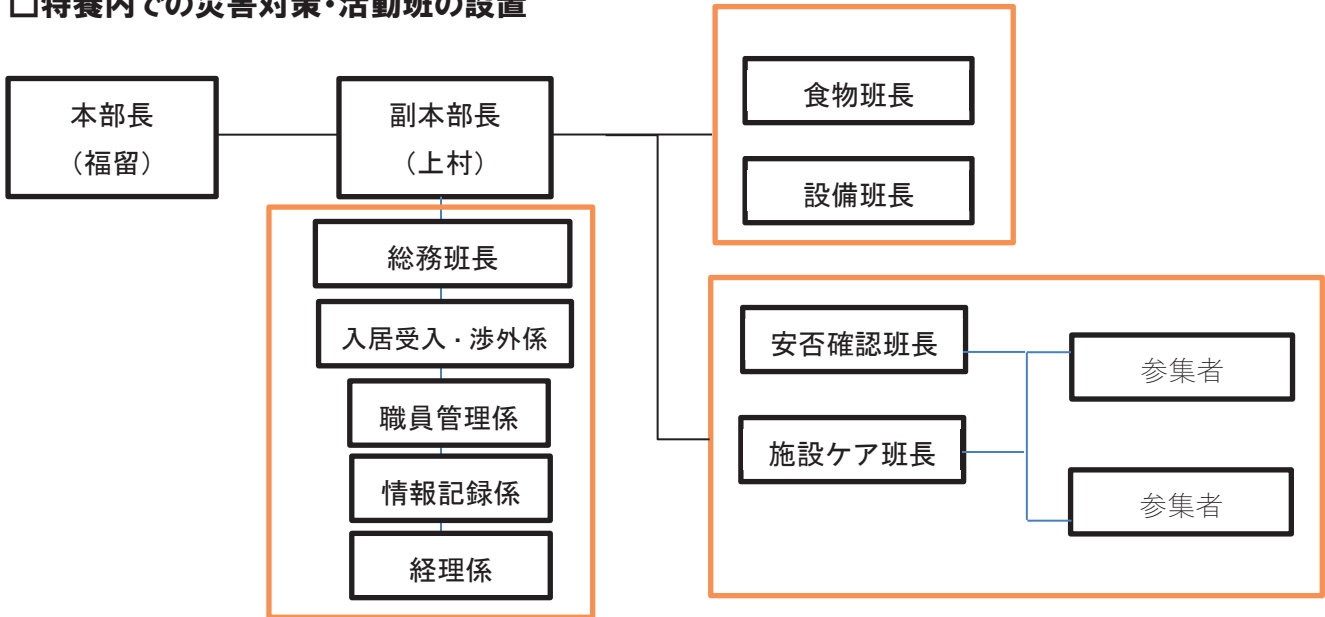 □特養内での災害対策・活動班の設置
本部長
（福留）
副本部長
（上村）
総務班長
入居受入・渉外係
職員管理係
情報記録係
経理係
食物班長
設備班長
安否確認班長
施設ケア班長
参集者
参集者